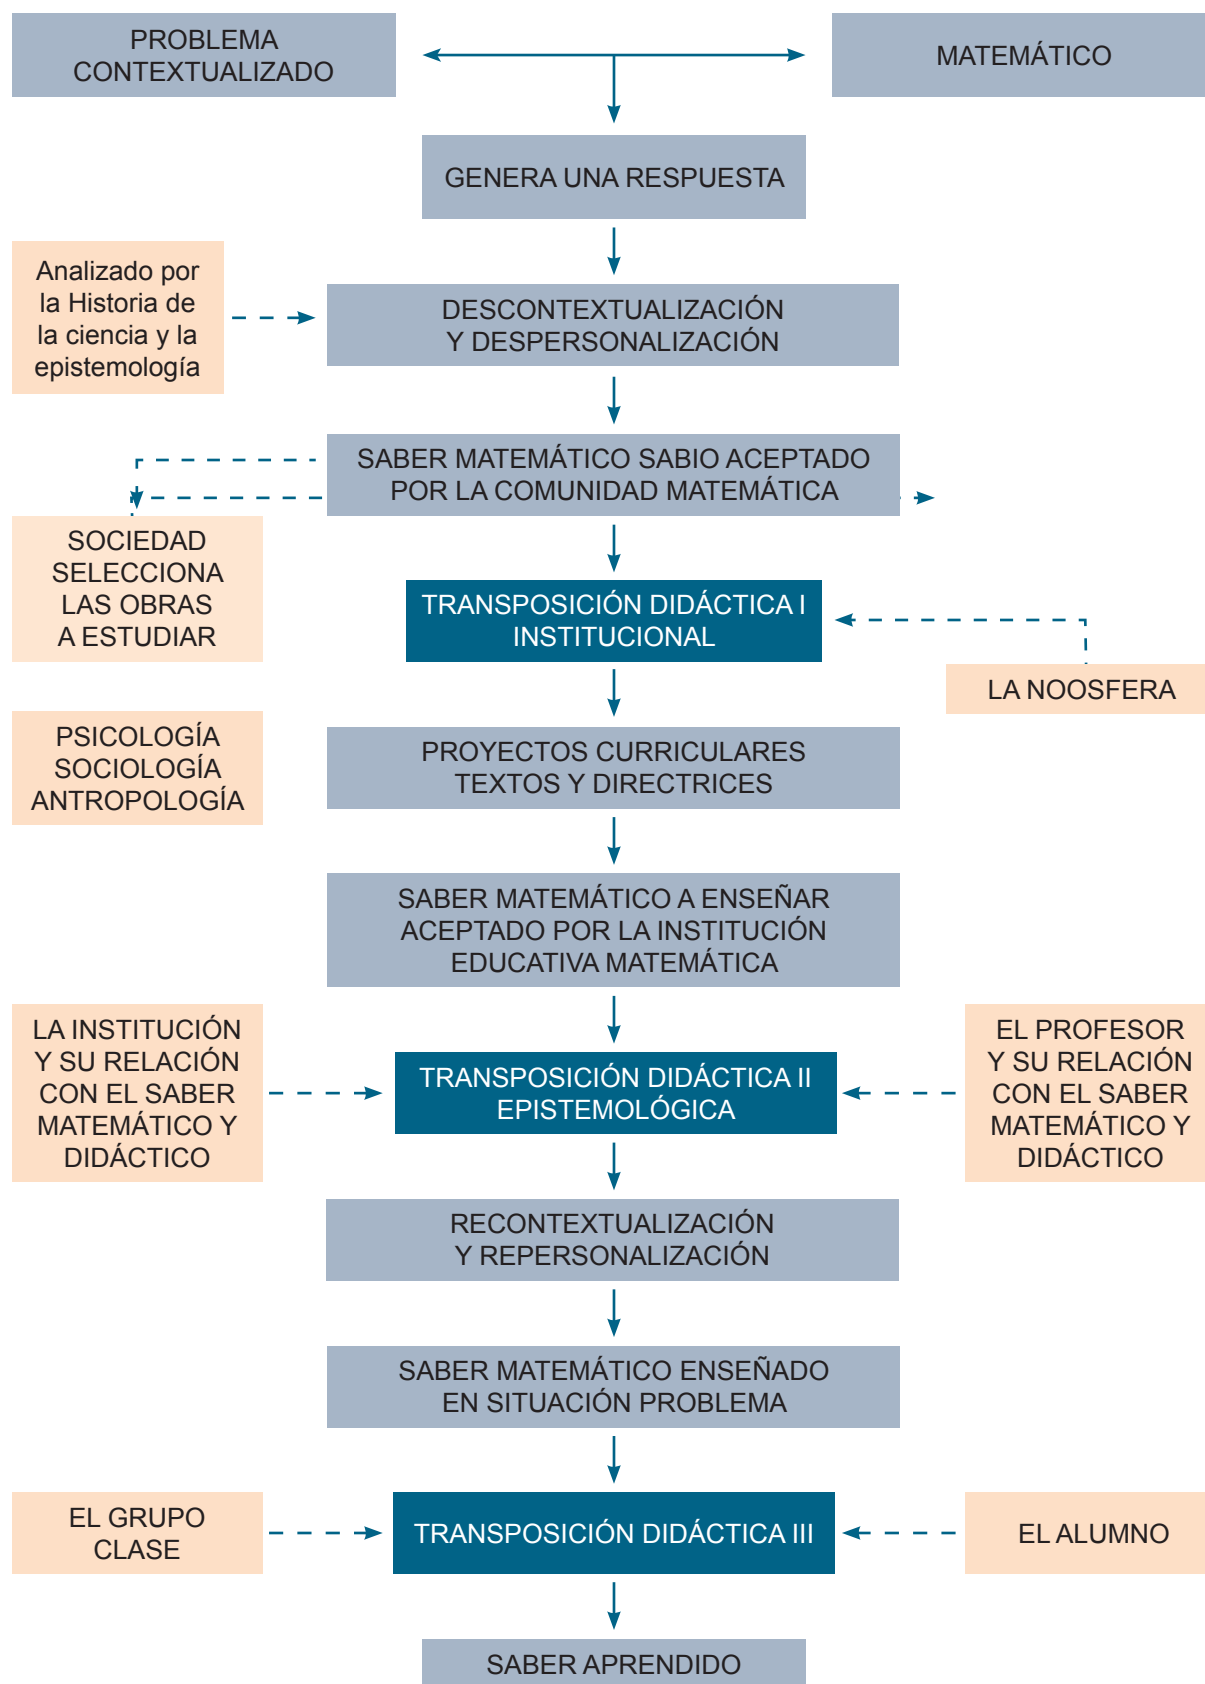 PROBLEMA
CONTEXTUALIZADO
MATEMÁTICO
GENERA UNA RESPUESTA
Analizado por
la Historia de
la ciencia y la
epistemología
DESCONTEXTUALIZACIÓN
Y DESPERSONALIZACIÓN
SABER MATEMÁTICO SABIO ACEPTADO
POR LA COMUNIDAD MATEMÁTICA
SOCIEDAD
SELECCIONA
LAS OBRAS
A ESTUDIAR
TRANSPOSICIÓN DIDÁCTICA I
INSTITUCIONAL
LA NOOSFERA
PSICOLOGÍA
SOCIOLOGÍA
ANTROPOLOGÍA
PROYECTOS CURRICULARES
TEXTOS Y DIRECTRICES
SABER MATEMÁTICO A ENSEÑAR
ACEPTADO POR LA INSTITUCIÓN
EDUCATIVA MATEMÁTICA
LA INSTITUCIÓN
Y SU RELACIÓN
CON EL SABER
MATEMÁTICO Y
DIDÁCTICO
TRANSPOSICIÓN DIDÁCTICA II
EPISTEMOLÓGICA
EL PROFESOR
Y SU RELACIÓN
CON EL SABER
MATEMÁTICO Y
DIDÁCTICO
RECONTEXTUALIZACIÓN
Y REPERSONALIZACIÓN
SABER MATEMÁTICO ENSEÑADO
EN SITUACIÓN PROBLEMA
EL GRUPO
CLASE
TRANSPOSICIÓN DIDÁCTICA III
EL ALUMNO
SABER APRENDIDO